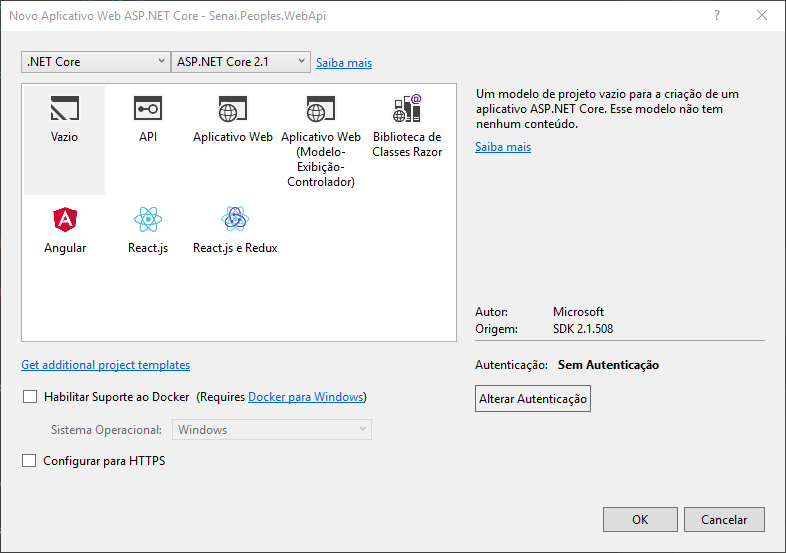 Novo Aplicativo Web ASP.NET Core - Senai.Peoples.WebApi
.NET Core
ASP.NET Core 2.1
Saiba mais
Vazio
API
Aplicativo Web
Aplicativo Web
(Modelo-
Exibição-
Controlador)
Biblioteca de
Classes Razor
Angular
React.js
React.js e Redux
Um modelo de projeto vazio para a criação de um
aplicativo ASP.NET Core. Esse modelo não tem
nenhum conteúdo.
Saiba mais
Autor: Microsoft
Origem: SDK 2.1.508
Get additional project templates
Autenticação: Sem Autenticação
Habilitar Suporte ao Docker (Requires Docker para Windows)
Alterar Autenticação
Sistema Operacional: Windows
Configurar para HTTPS
OK
Cancelar